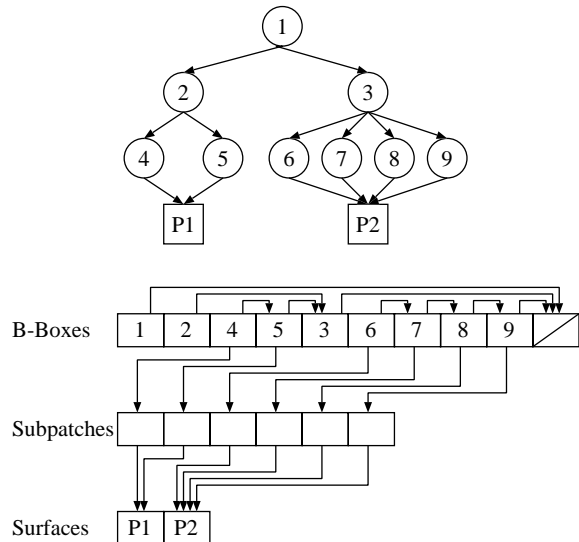 1
2 3
4 5 6 7 8 9
P1 P2
B-Boxes 1 2 4 5 3 6 7 8 9
Subpatches
Surfaces P1 P2